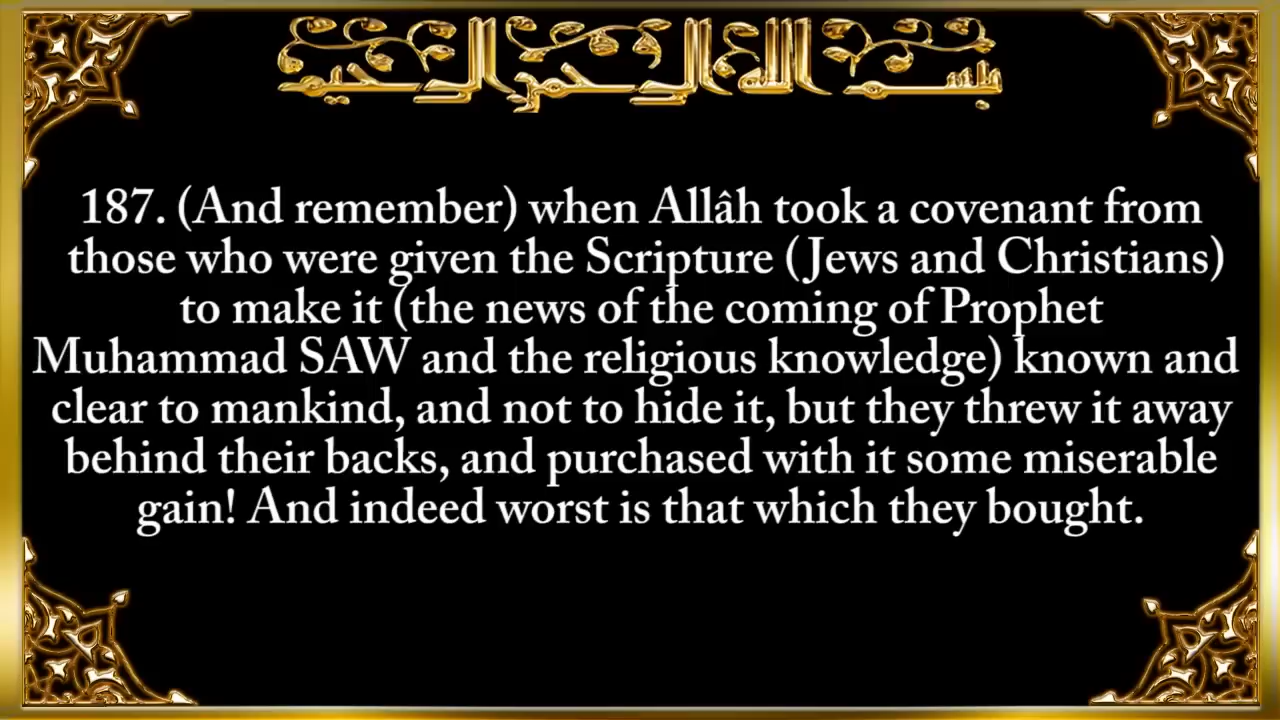 بسم الله الرحمن الرحيم
187. (And remember) when Allâh took a covenant from
those who were given the Scripture (Jews and Christians)
to make it (the news of the coming of Prophet
Muhammad SAW and the religious knowledge) known and
clear to mankind, and not to hide it, but they threw it away
behind their backs, and purchased with it some miserable
gain! And indeed worst is that which they bought.